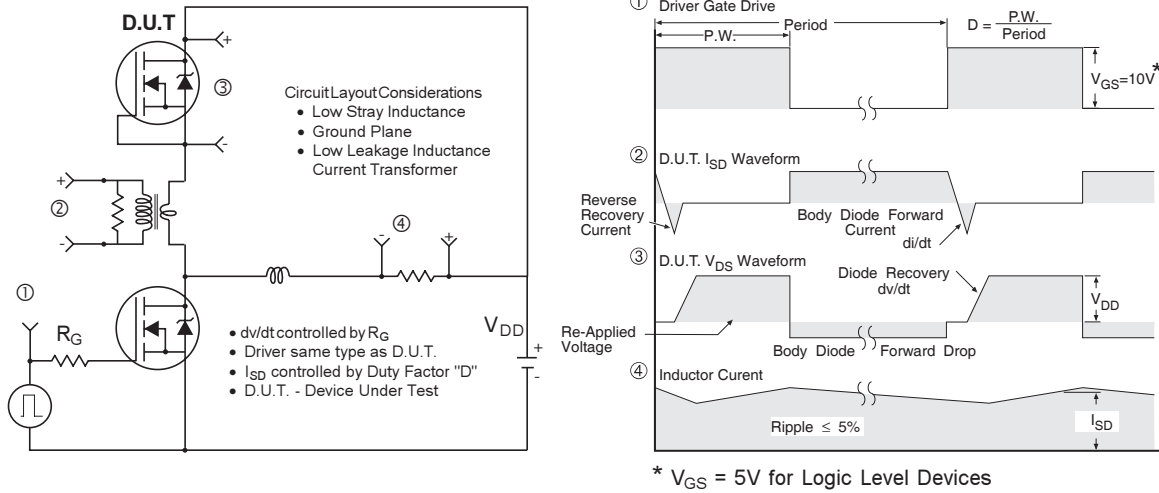 D.U.T
+
③
-
Circuit Layout Considerations
• Low Stray Inductance
• Ground Plane
• Low Leakage Inductance
Current Transformer
+
②
-
④
- +
①
R_G
V_DD
+
-
• dv/dt controlled by R_G
• Driver same type as D.U.T.
• I_SD controlled by Duty Factor "D"
• D.U.T. - Device Under Test
① Driver Gate Drive
Period
P.W.
D = P.W. / Period
V_GS=10V *
② D.U.T. I_SD Waveform
Reverse
Recovery
Current
Body Diode Forward
Current
di/dt
③ D.U.T. V_DS Waveform
Diode Recovery
dv/dt
V_DD
Re-Applied
Voltage
Body Diode Forward Drop
④ Inductor Curent
Ripple ≤ 5%
I_SD
* V_GS = 5V for Logic Level Devices